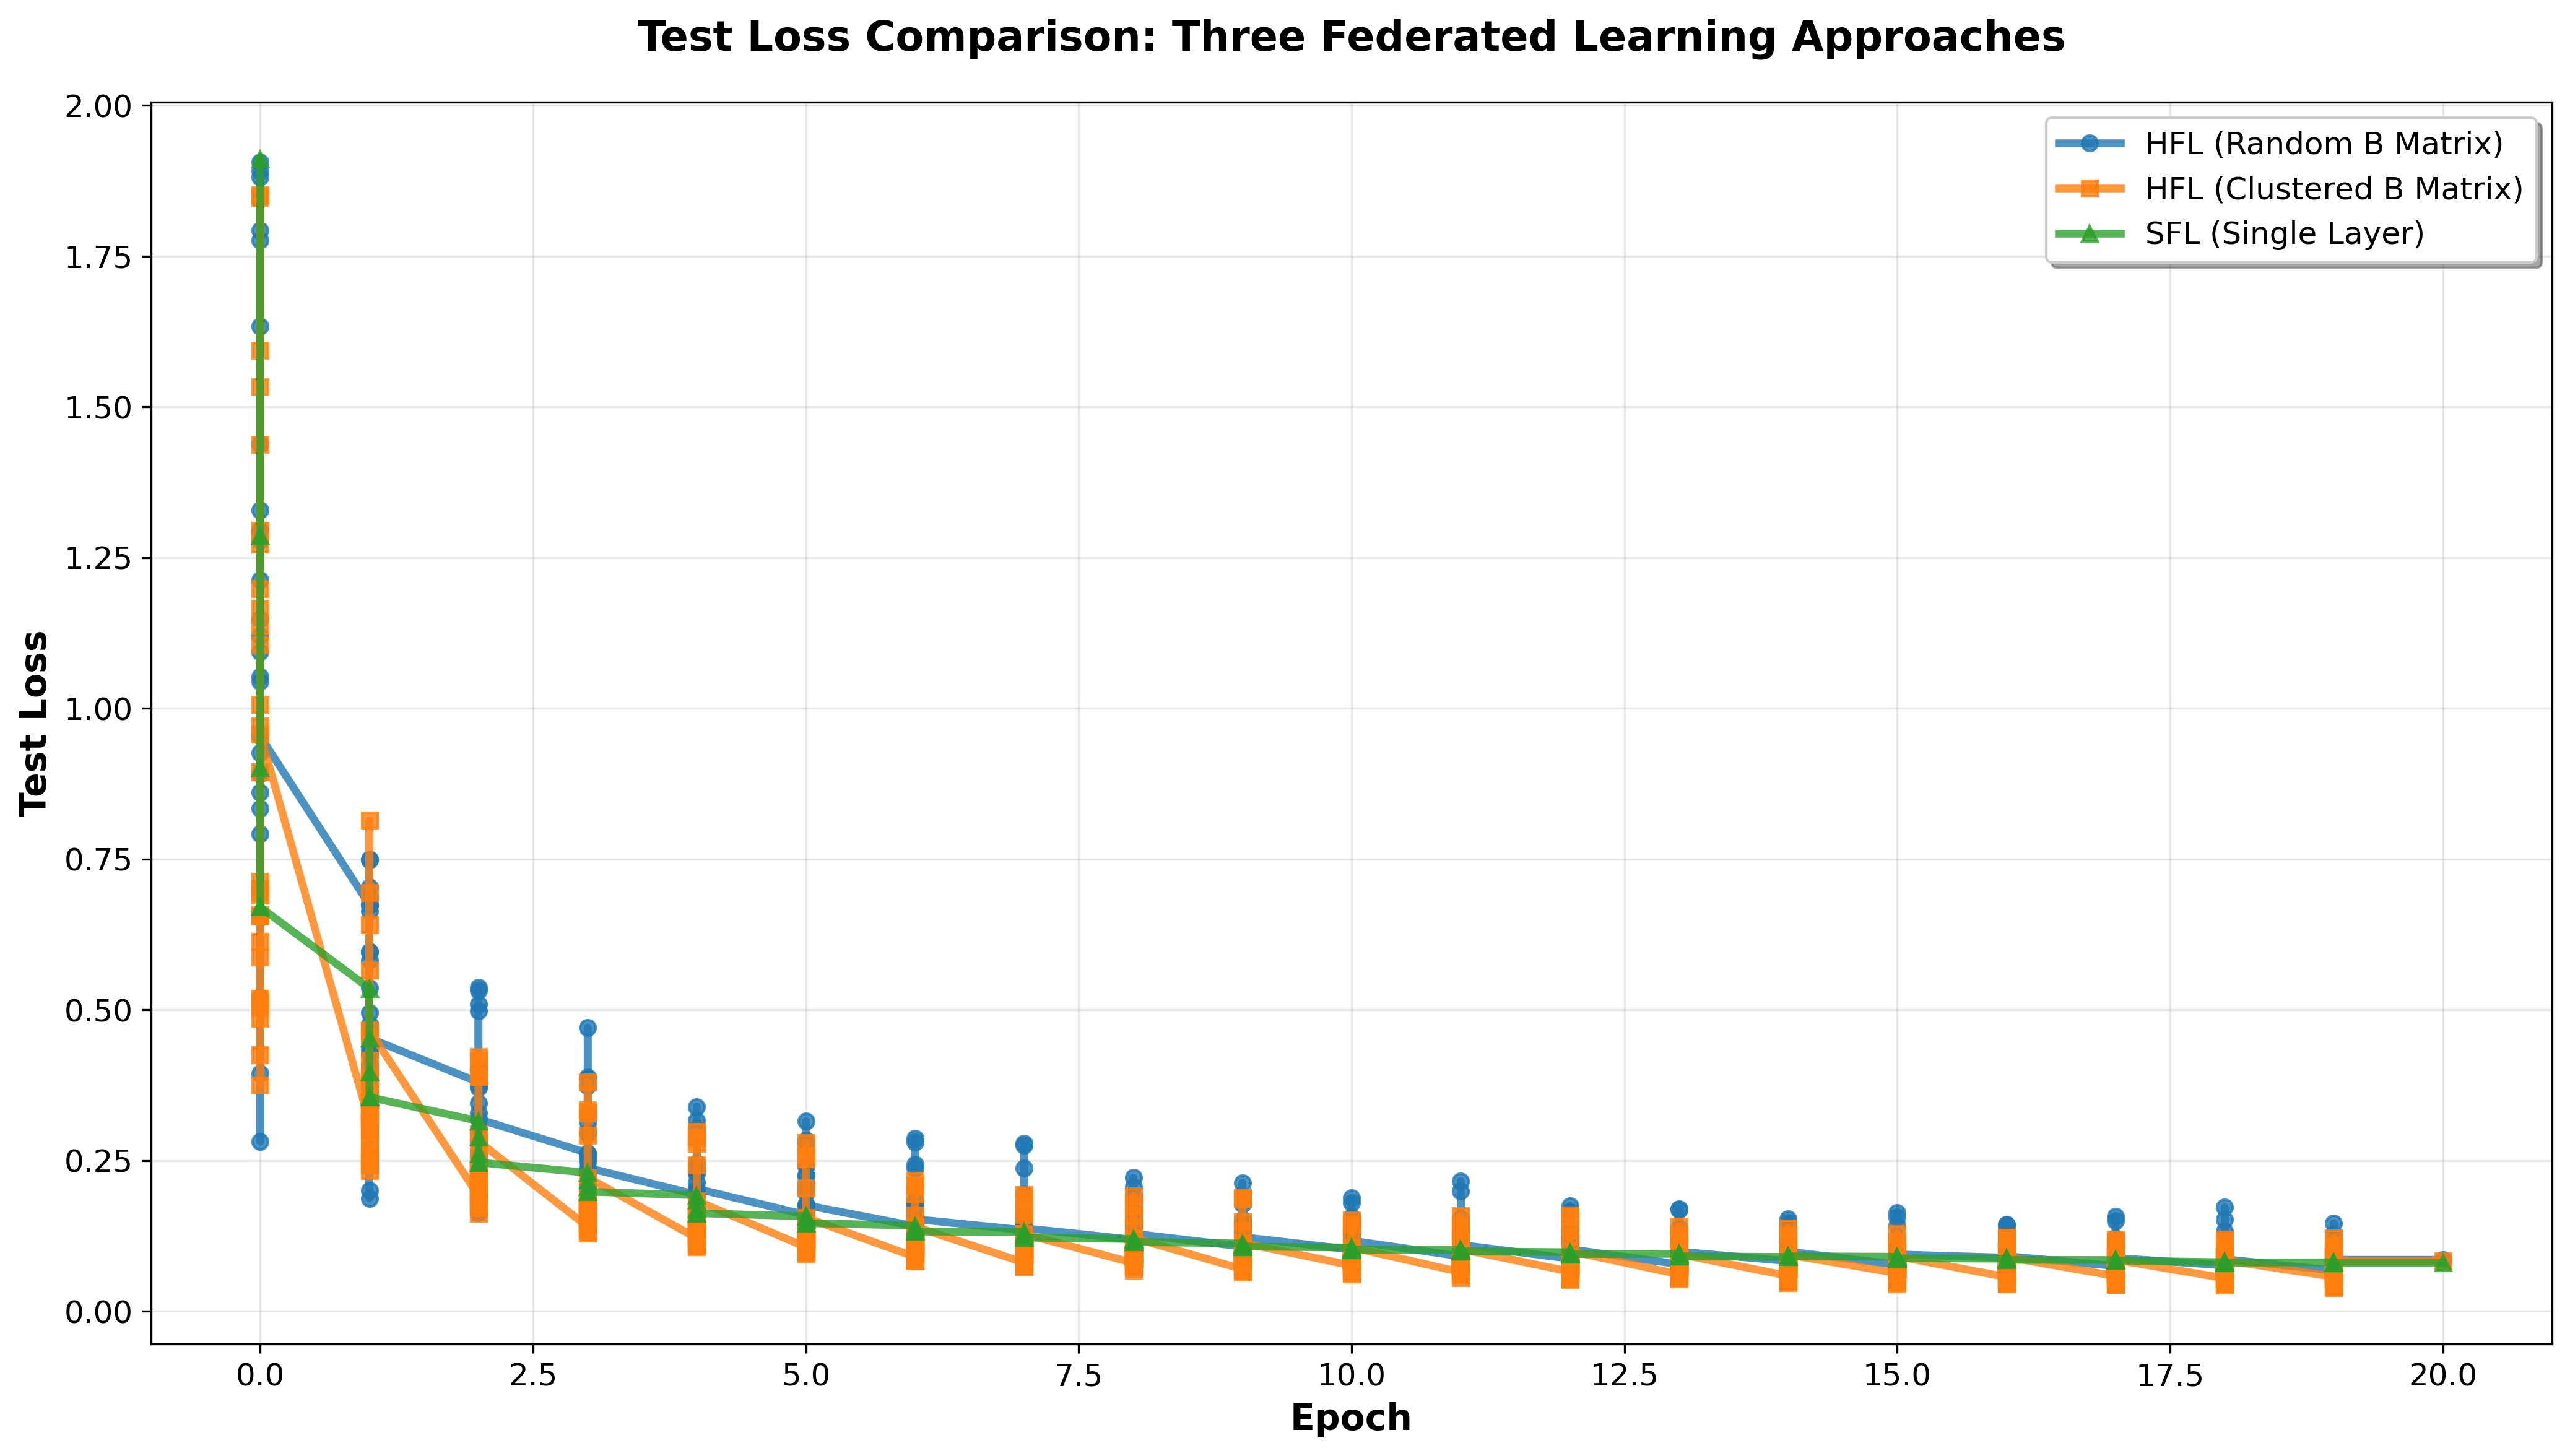 Test Loss Comparison: Three Federated Learning Approaches
2.00
1.75
1.50
1.25
1.00
0.75
0.50
0.25
0.00
Test Loss
HFL (Random B Matrix)
HFL (Clustered B Matrix)
SFL (Single Layer)
0.0 2.5 5.0 7.5 10.0 12.5 15.0 17.5 20.0
Epoch